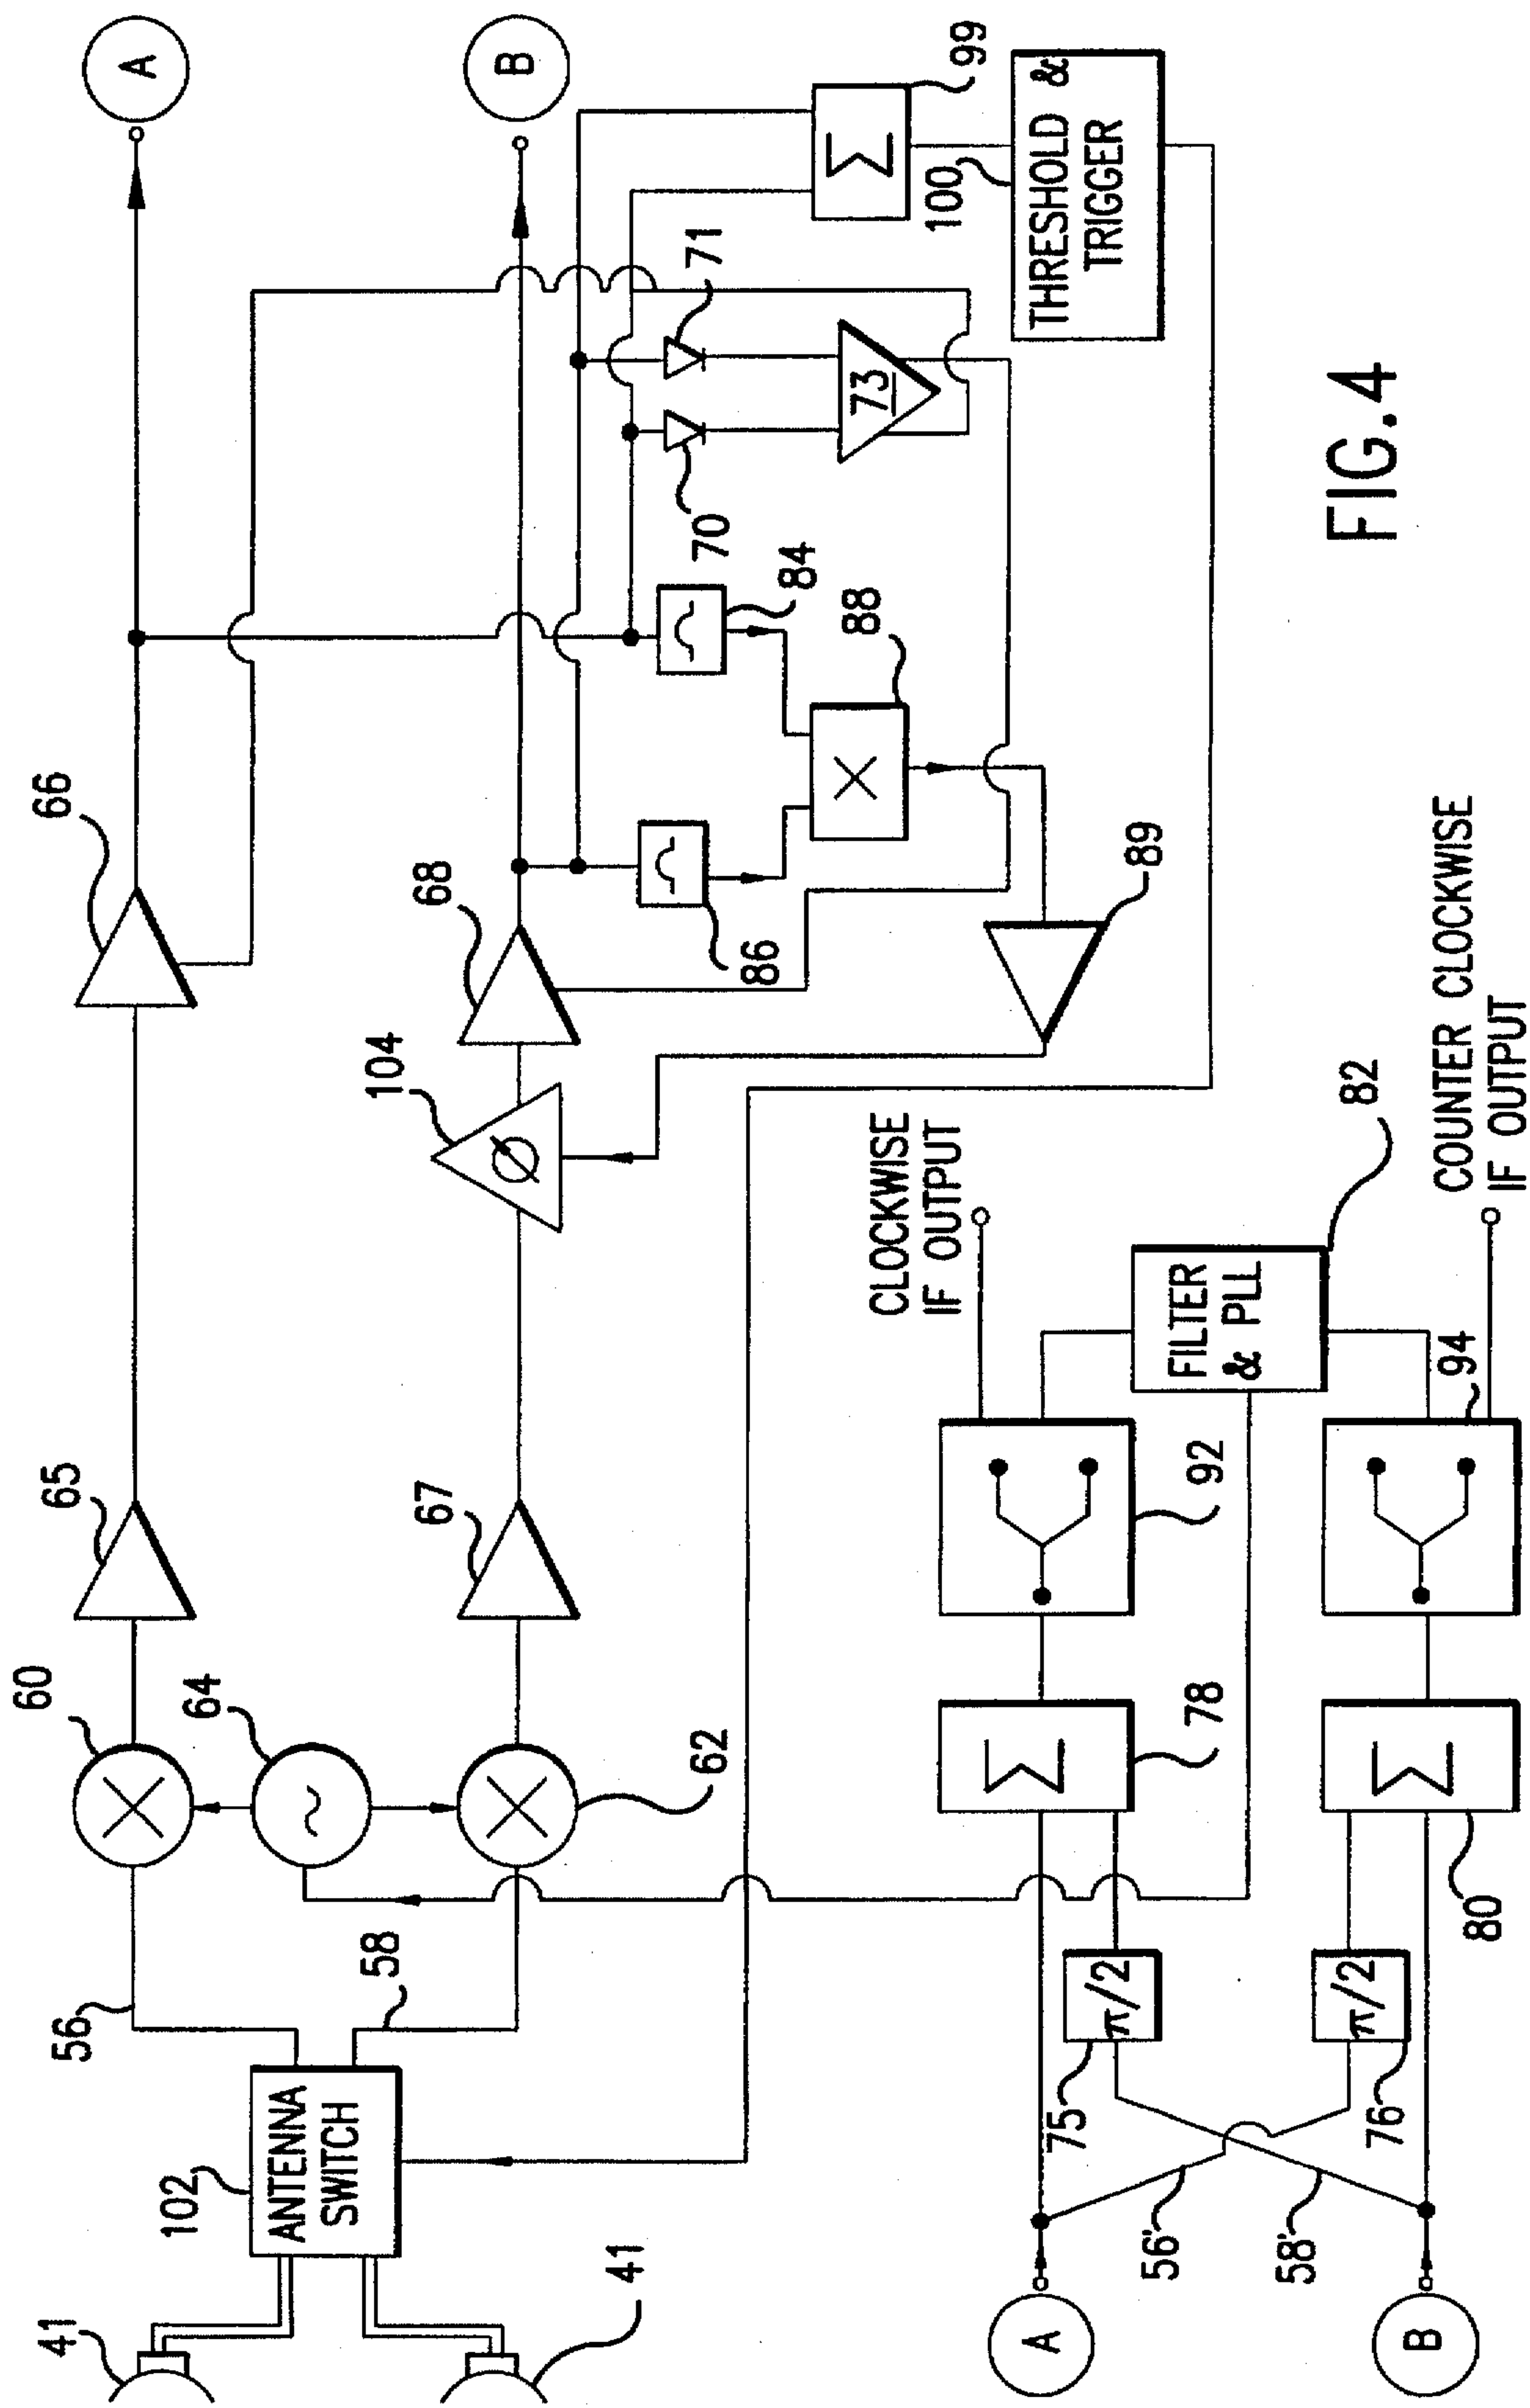 41
102
ANTENNA
SWITCH
41
56
58
60
64
62
65
67
66
104
68
86
84
88
89
70
71
73
99
100
THRESHOLD &
TRIGGER
A
B
A
B
56'
58'
75
π/2
76
π/2
Σ
78
Σ
80
92
94
FILTER
& PLL
82
CLOCKWISE
IF OUTPUT
COUNTER CLOCKWISE
IF OUTPUT
Σ
FIG.4